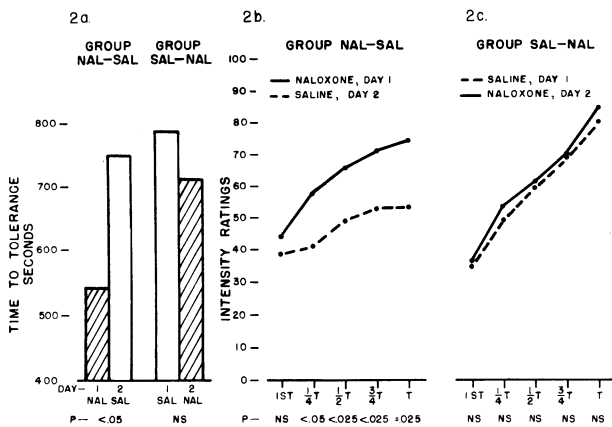 2a.
GROUP
NAL–SAL
GROUP
SAL–NAL
TIME TO TOLERANCE
SECONDS
800
700
600
500
400
DAY— 1 2 1 2
NAL SAL SAL NAL
P— <.05 NS
2b.
GROUP NAL–SAL
NALOXONE, DAY 1
SALINE, DAY 2
INTENSITY RATINGS
100
90
80
70
60
50
40
30
20
10
0
1ST 1/4T 1/2T 3/4T T
P— NS <.05 <.025 <.025 =.025
2c.
GROUP SAL–NAL
SALINE, DAY 1
NALOXONE, DAY 2
1ST 1/4T 1/2T 3/4T T
NS NS NS NS NS